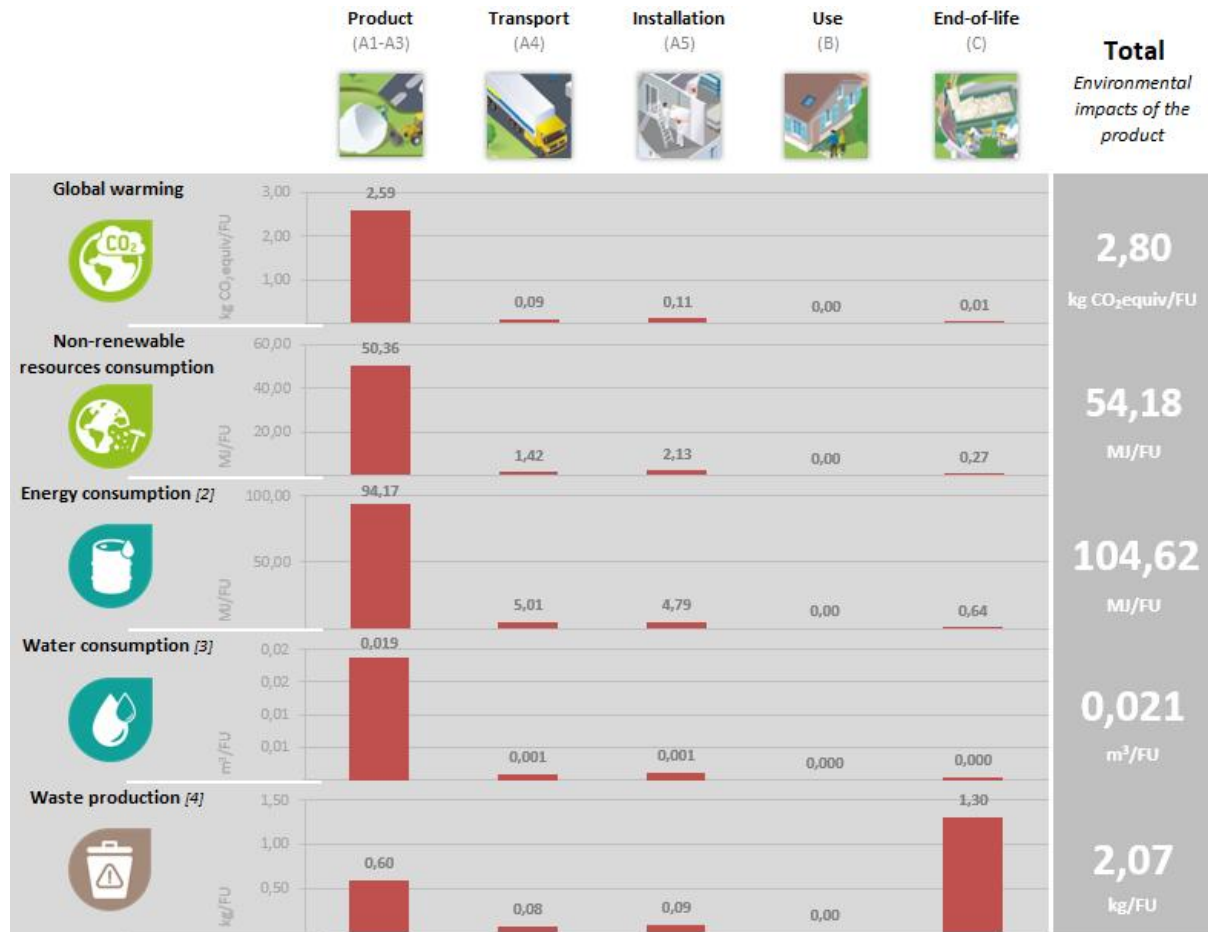 Product
(A1-A3)
Transport
(A4)
Installation
(A5)
Use
(B)
End-of-life
(C)
Total
Environmental
impacts of the
product
Global warming
CO₂
kg CO₂equiv/FU
3,00
2,00
1,00
2,59
0,09
0,11
0,00
0,01
2,80
kg CO₂equiv/FU
Non-renewable
resources consumption
MJ/FU
60,00
40,00
20,00
50,36
1,42
2,13
0,00
0,27
54,18
MJ/FU
Energy consumption [2]
MJ/FU
100,00
50,00
94,17
5,01
4,79
0,00
0,64
104,62
MJ/FU
Water consumption [3]
m³/FU
0,02
0,02
0,01
0,01
0,019
0,001
0,001
0,000
0,000
0,021
m³/FU
Waste production [4]
kg/FU
1,50
1,00
0,50
0,60
0,08
0,09
0,00
1,30
2,07
kg/FU